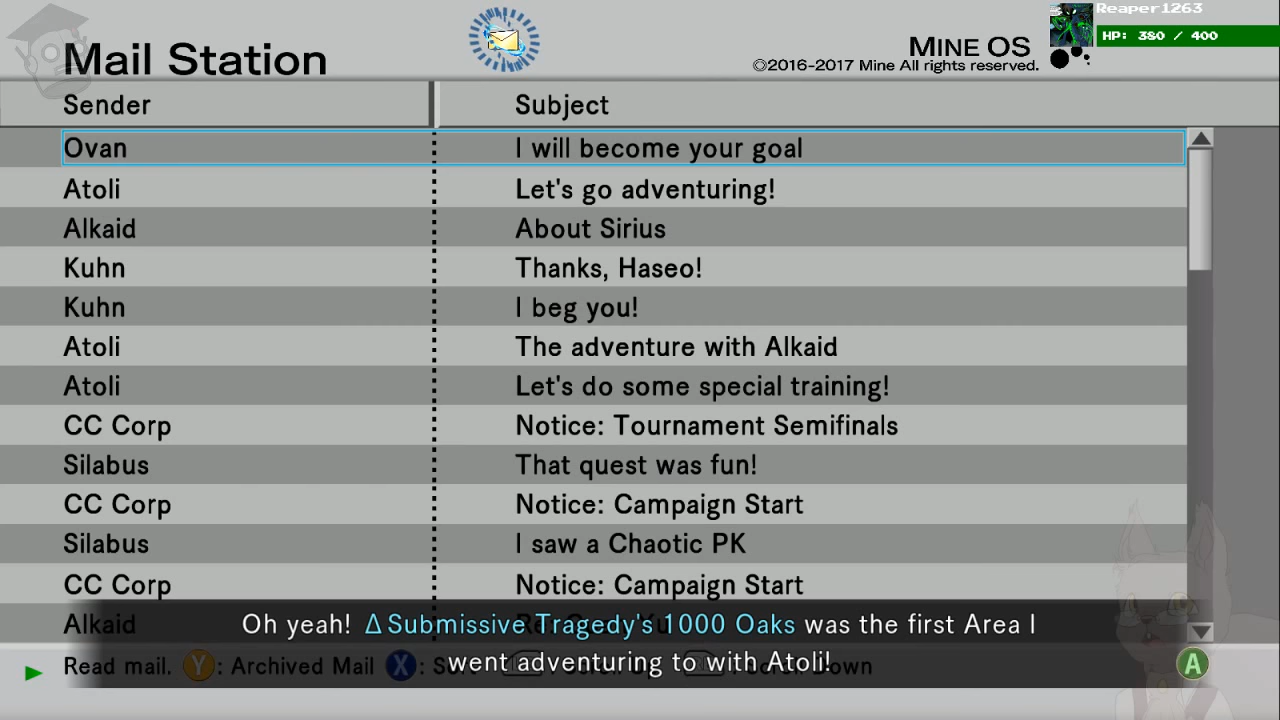 Reaper1263
HP: 380 / 400
Mail Station
MINE OS
©2016-2017 Mine All rights reserved.
Sender Subject
Ovan I will become your goal
Atoli Let's go adventuring!
Alkaid About Sirius
Kuhn Thanks, Haseo!
Kuhn I beg you!
Atoli The adventure with Alkaid
Atoli Let's do some special training!
CC Corp Notice: Tournament Semifinals
Silabus That quest was fun!
CC Corp Notice: Campaign Start
Silabus I saw a Chaotic PK
CC Corp Notice: Campaign Start
Alkaid
Oh yeah! Δ Submissive Tragedy's 1000 Oaks was the first Area I
went adventuring to with Atoli!
Read mail. Y: Archived Mail X: Down
A